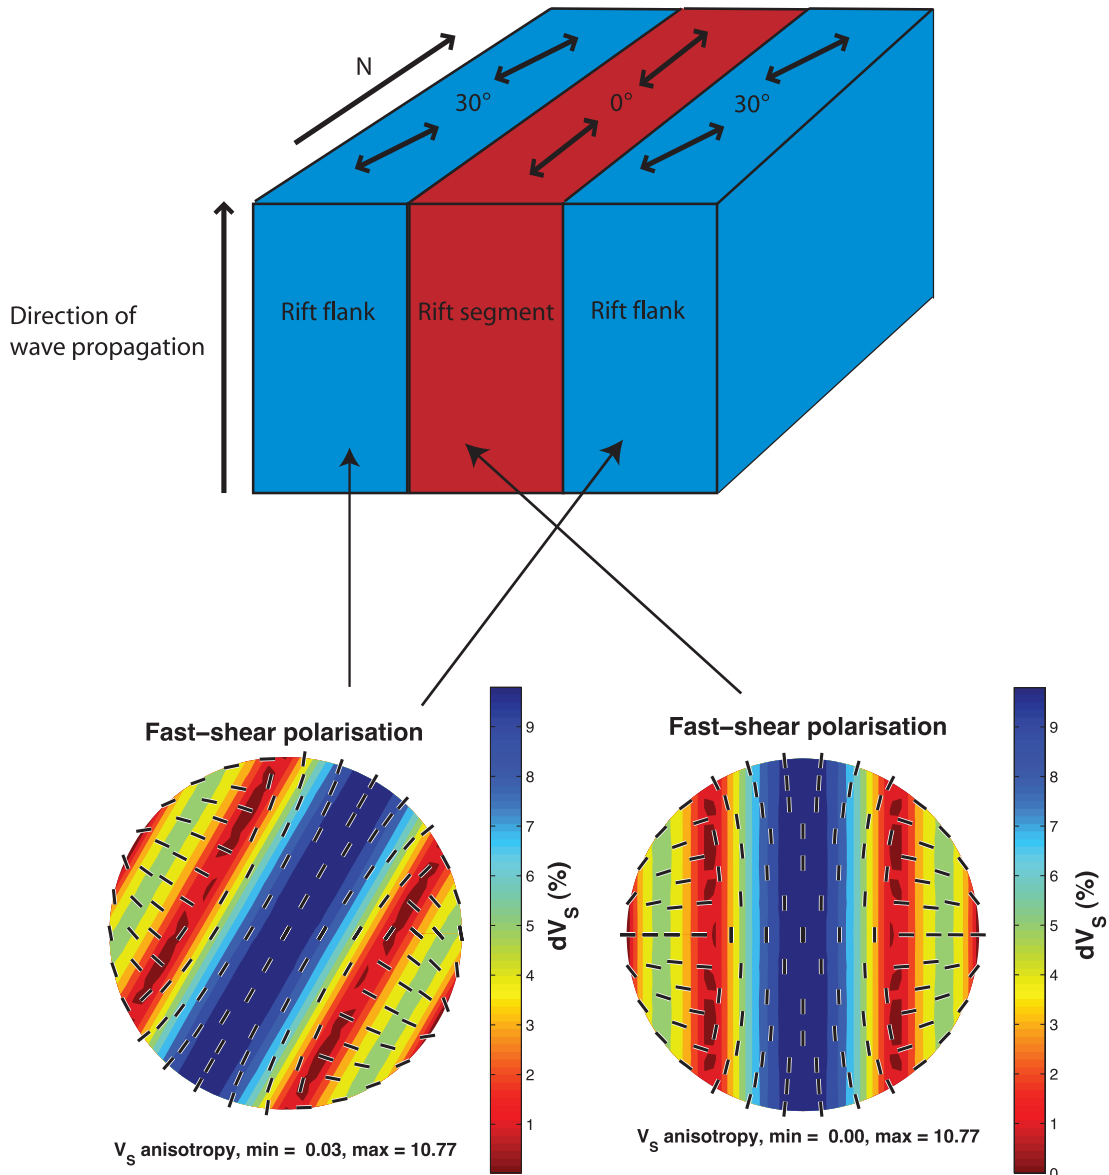 N
30°
0°
30°
Direction of
wave propagation
Rift flank
Rift segment
Rift flank
Fast–shear polarisation
9
8
7
6
5
4
3
2
1
dVS (%)
VS anisotropy, min = 0.03, max = 10.77
Fast–shear polarisation
9
8
7
6
5
4
3
2
1
0
dVS (%)
VS anisotropy, min = 0.00, max = 10.77